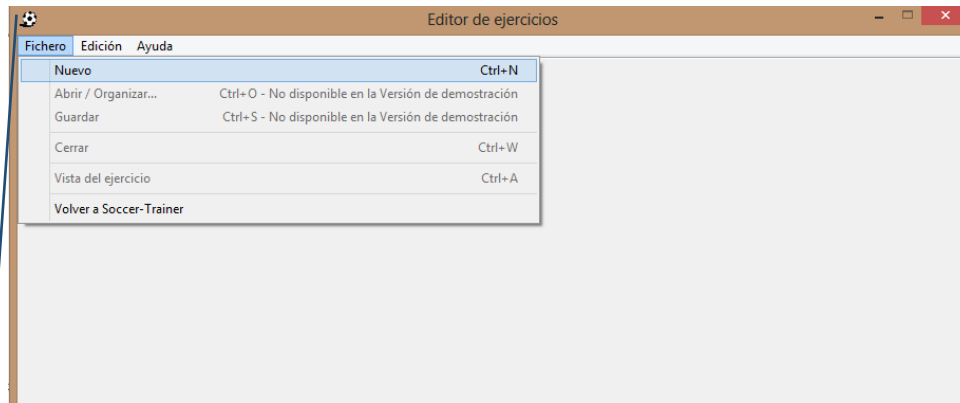 Editor de ejercicios
Fichero Edición Ayuda
Nuevo Ctrl+N
Abrir / Organizar... Ctrl+O - No disponible en la Versión de demostración
Guardar Ctrl+S - No disponible en la Versión de demostración
Cerrar Ctrl+W
Vista del ejercicio Ctrl+A
Volver a Soccer-Trainer